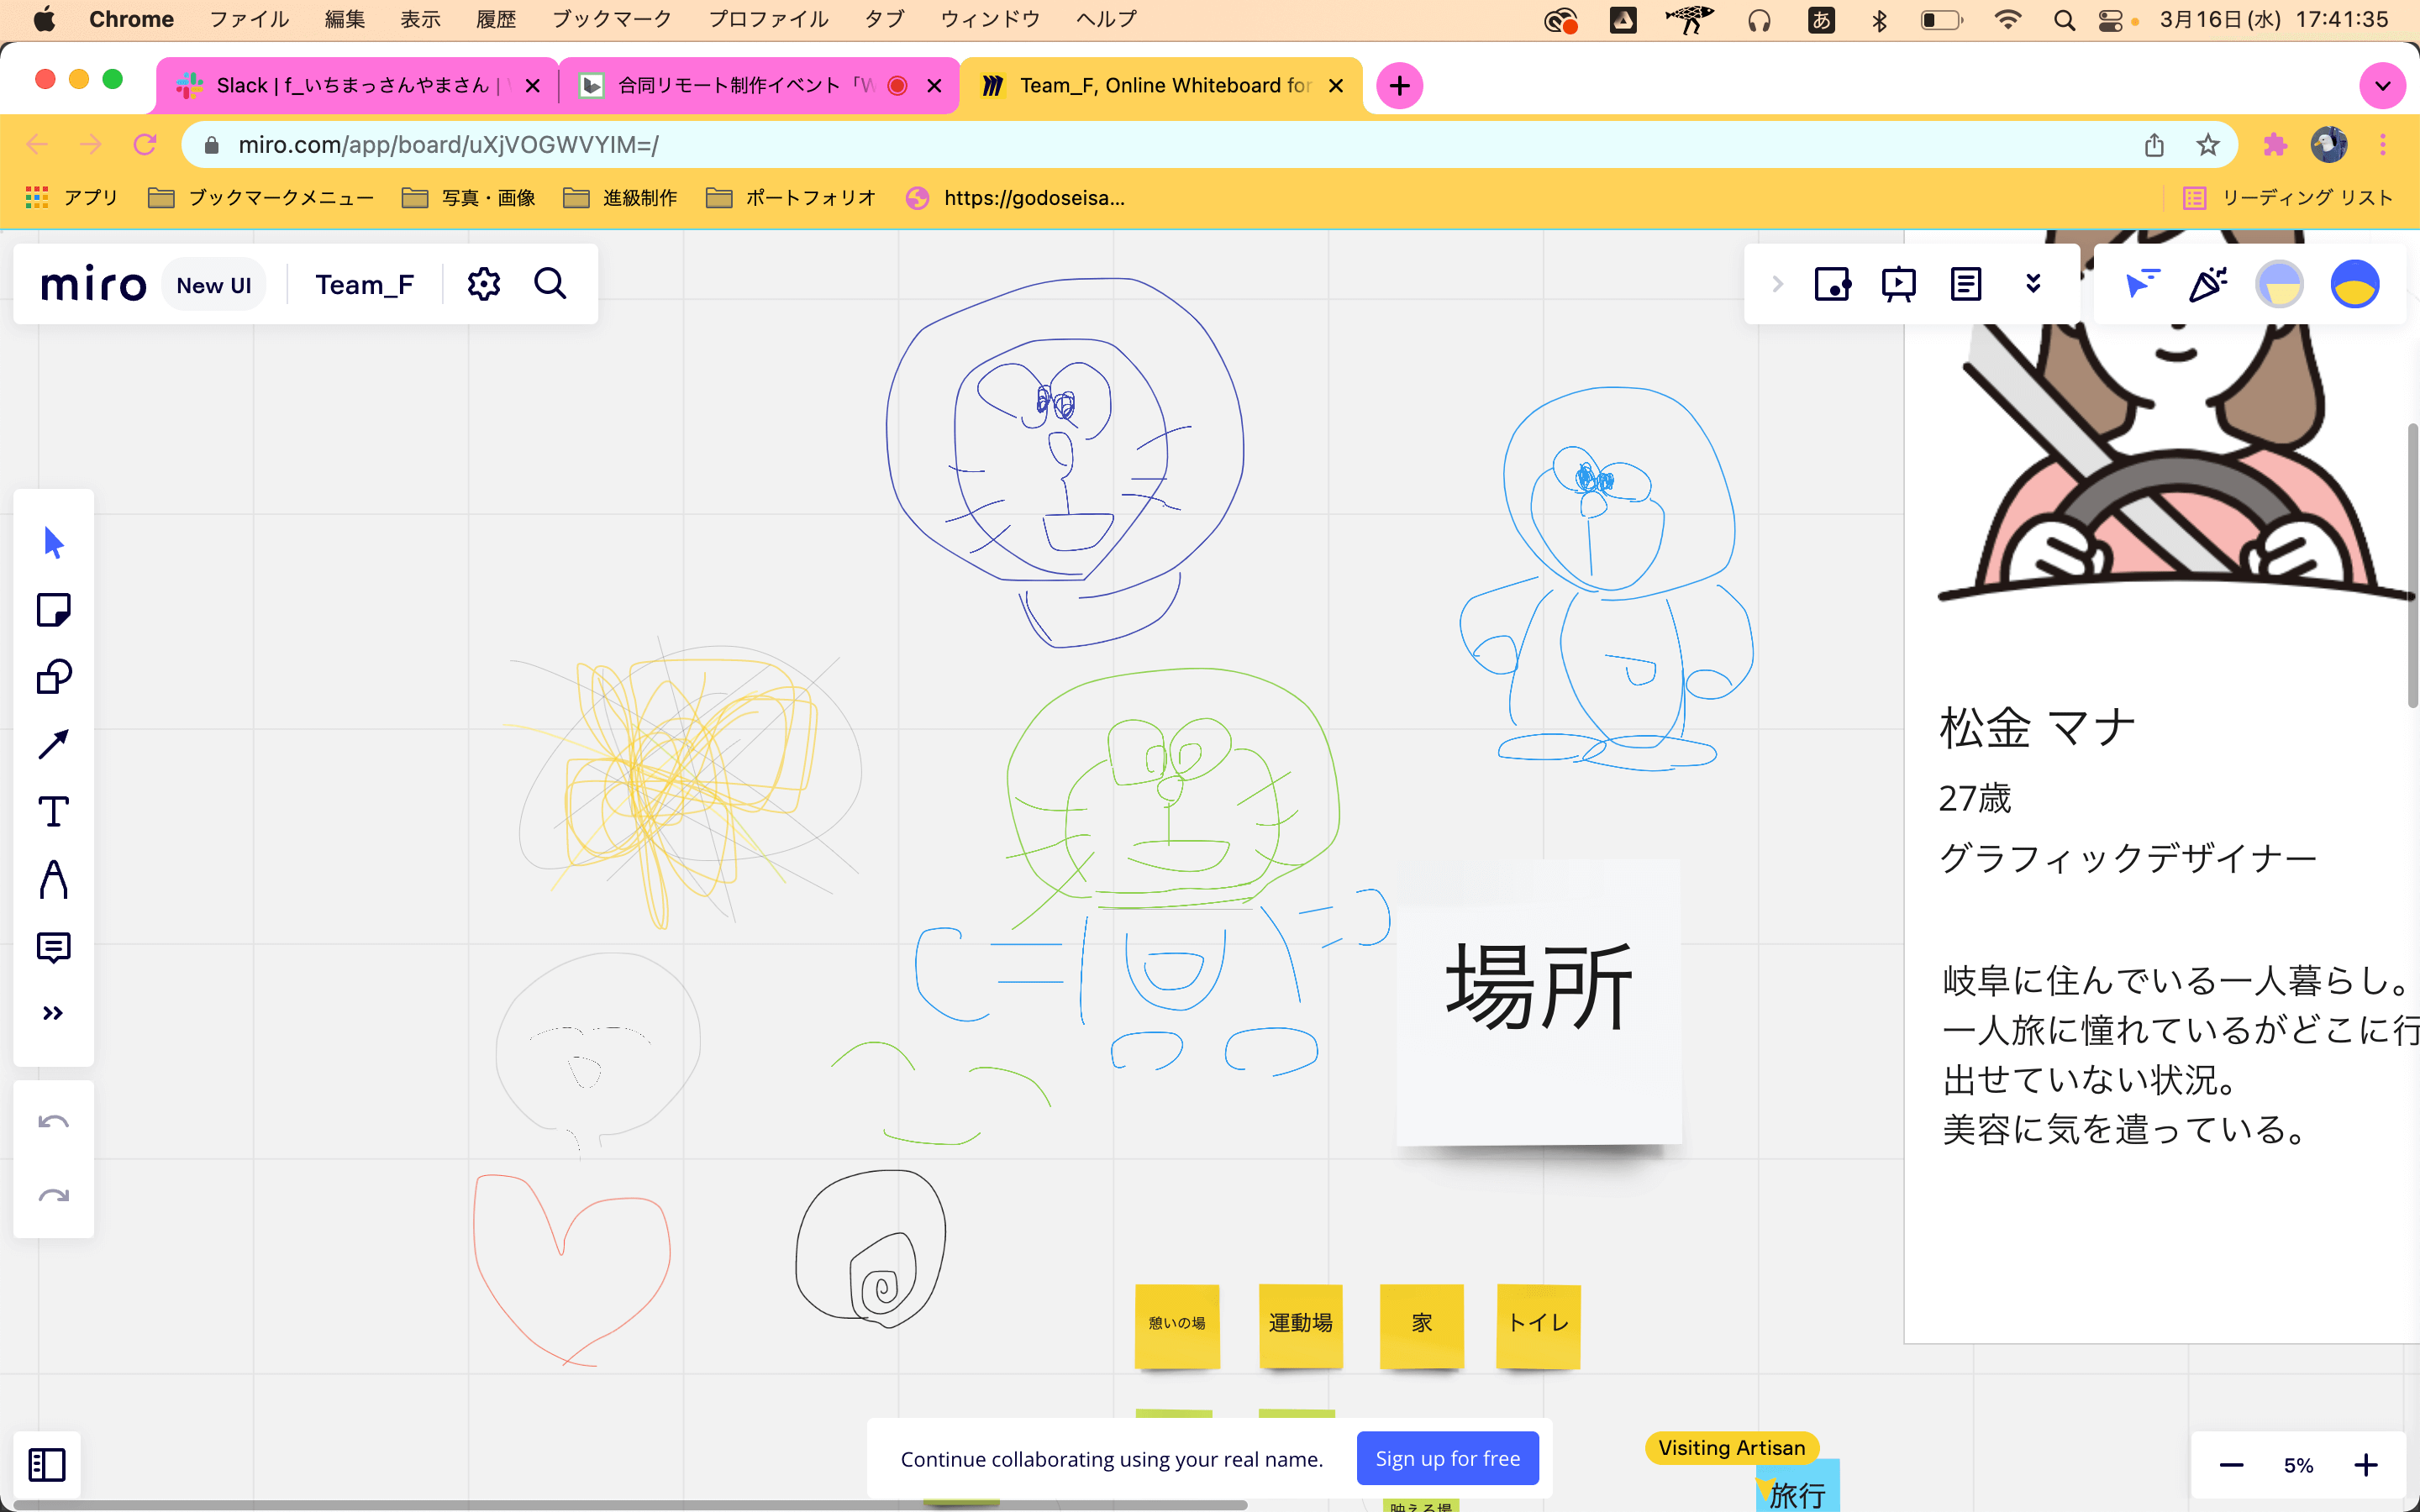 Chrome ファイル 編集 表示 履歴 ブックマーク プロファイル タブ ウィンドウ ヘルプ
あ
3月16日(水) 17:41:35
Slack | f_いちまっさんやまさん |
合同リモート制作イベント「W
Team_F, Online Whiteboard for
miro.com/app/board/uXjVOGWVYIM=/
アプリ ブックマークメニュー 写真・画像 進級制作 ポートフォリオ https://godoseisa...
リーディング リスト
miro New UI Team_F
松金 マナ
27歳
グラフィックデザイナー
岐阜に住んでいる一人暮らし。
一人旅に憧れているがどこに行
出せていない状況。
美容に気を遣っている。
場所
憩いの場 運動場 家 トイレ
Continue collaborating using your real name. Sign up for free
Visiting Artisan
旅行
映える場
5%